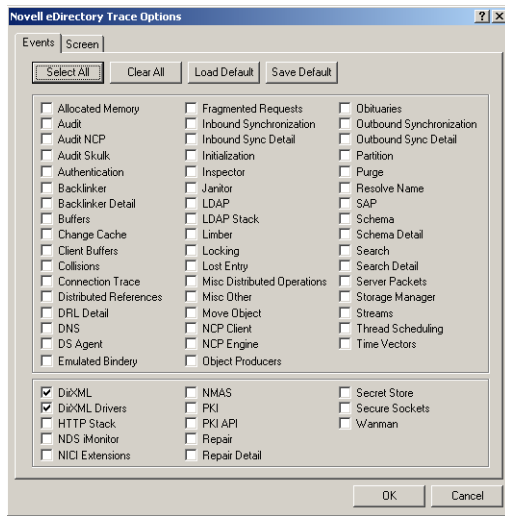 Novell eDirectory Trace Options
Events Screen
Select All Clear All Load Default Save Default
Allocated Memory Fragmented Requests Obituaries
Audit Inbound Synchronization Outbound Synchronization
Audit NCP Inbound Sync Detail Outbound Sync Detail
Audit Skulk Initialization Partition
Authentication Inspector Purge
Backlinker Janitor Resolve Name
Backlinker Detail LDAP SAP
Buffers LDAP Stack Schema
Change Cache Limber Schema Detail
Client Buffers Locking Search
Collisions Lost Entry Search Detail
Connection Trace Misc Distributed Operations Server Packets
Distributed References Misc Other Storage Manager
DRL Detail Move Object Streams
DNS NCP Client Thread Scheduling
DS Agent NCP Engine Time Vectors
Emulated Bindery Object Producers
DirXML NMAS Secret Store
DirXML Drivers PKI Secure Sockets
HTTP Stack PKI API Wanman
NDS iMonitor Repair
NICI Extensions Repair Detail
OK Cancel